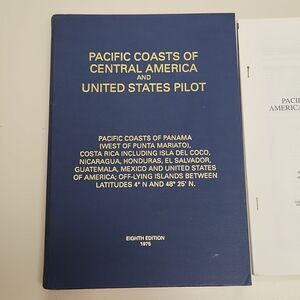 PACIFIC COASTS OF
CENTRAL AMERICA
AND
UNITED STATES PILOT
PACIFIC COASTS OF PANAMA
(WEST OF PUNTA MARIATO),
COSTA RICA INCLUDING ISLA DEL COCO,
NICARAGUA, HONDURAS, EL SALVADOR,
GUATEMALA, MEXICO AND UNITED STATES
OF AMERICA; OFF-LYING ISLANDS BETWEEN
LATITUDES 4° N AND 48° 25' N.
EIGHTH EDITION
1975
PACIF
AMERICA